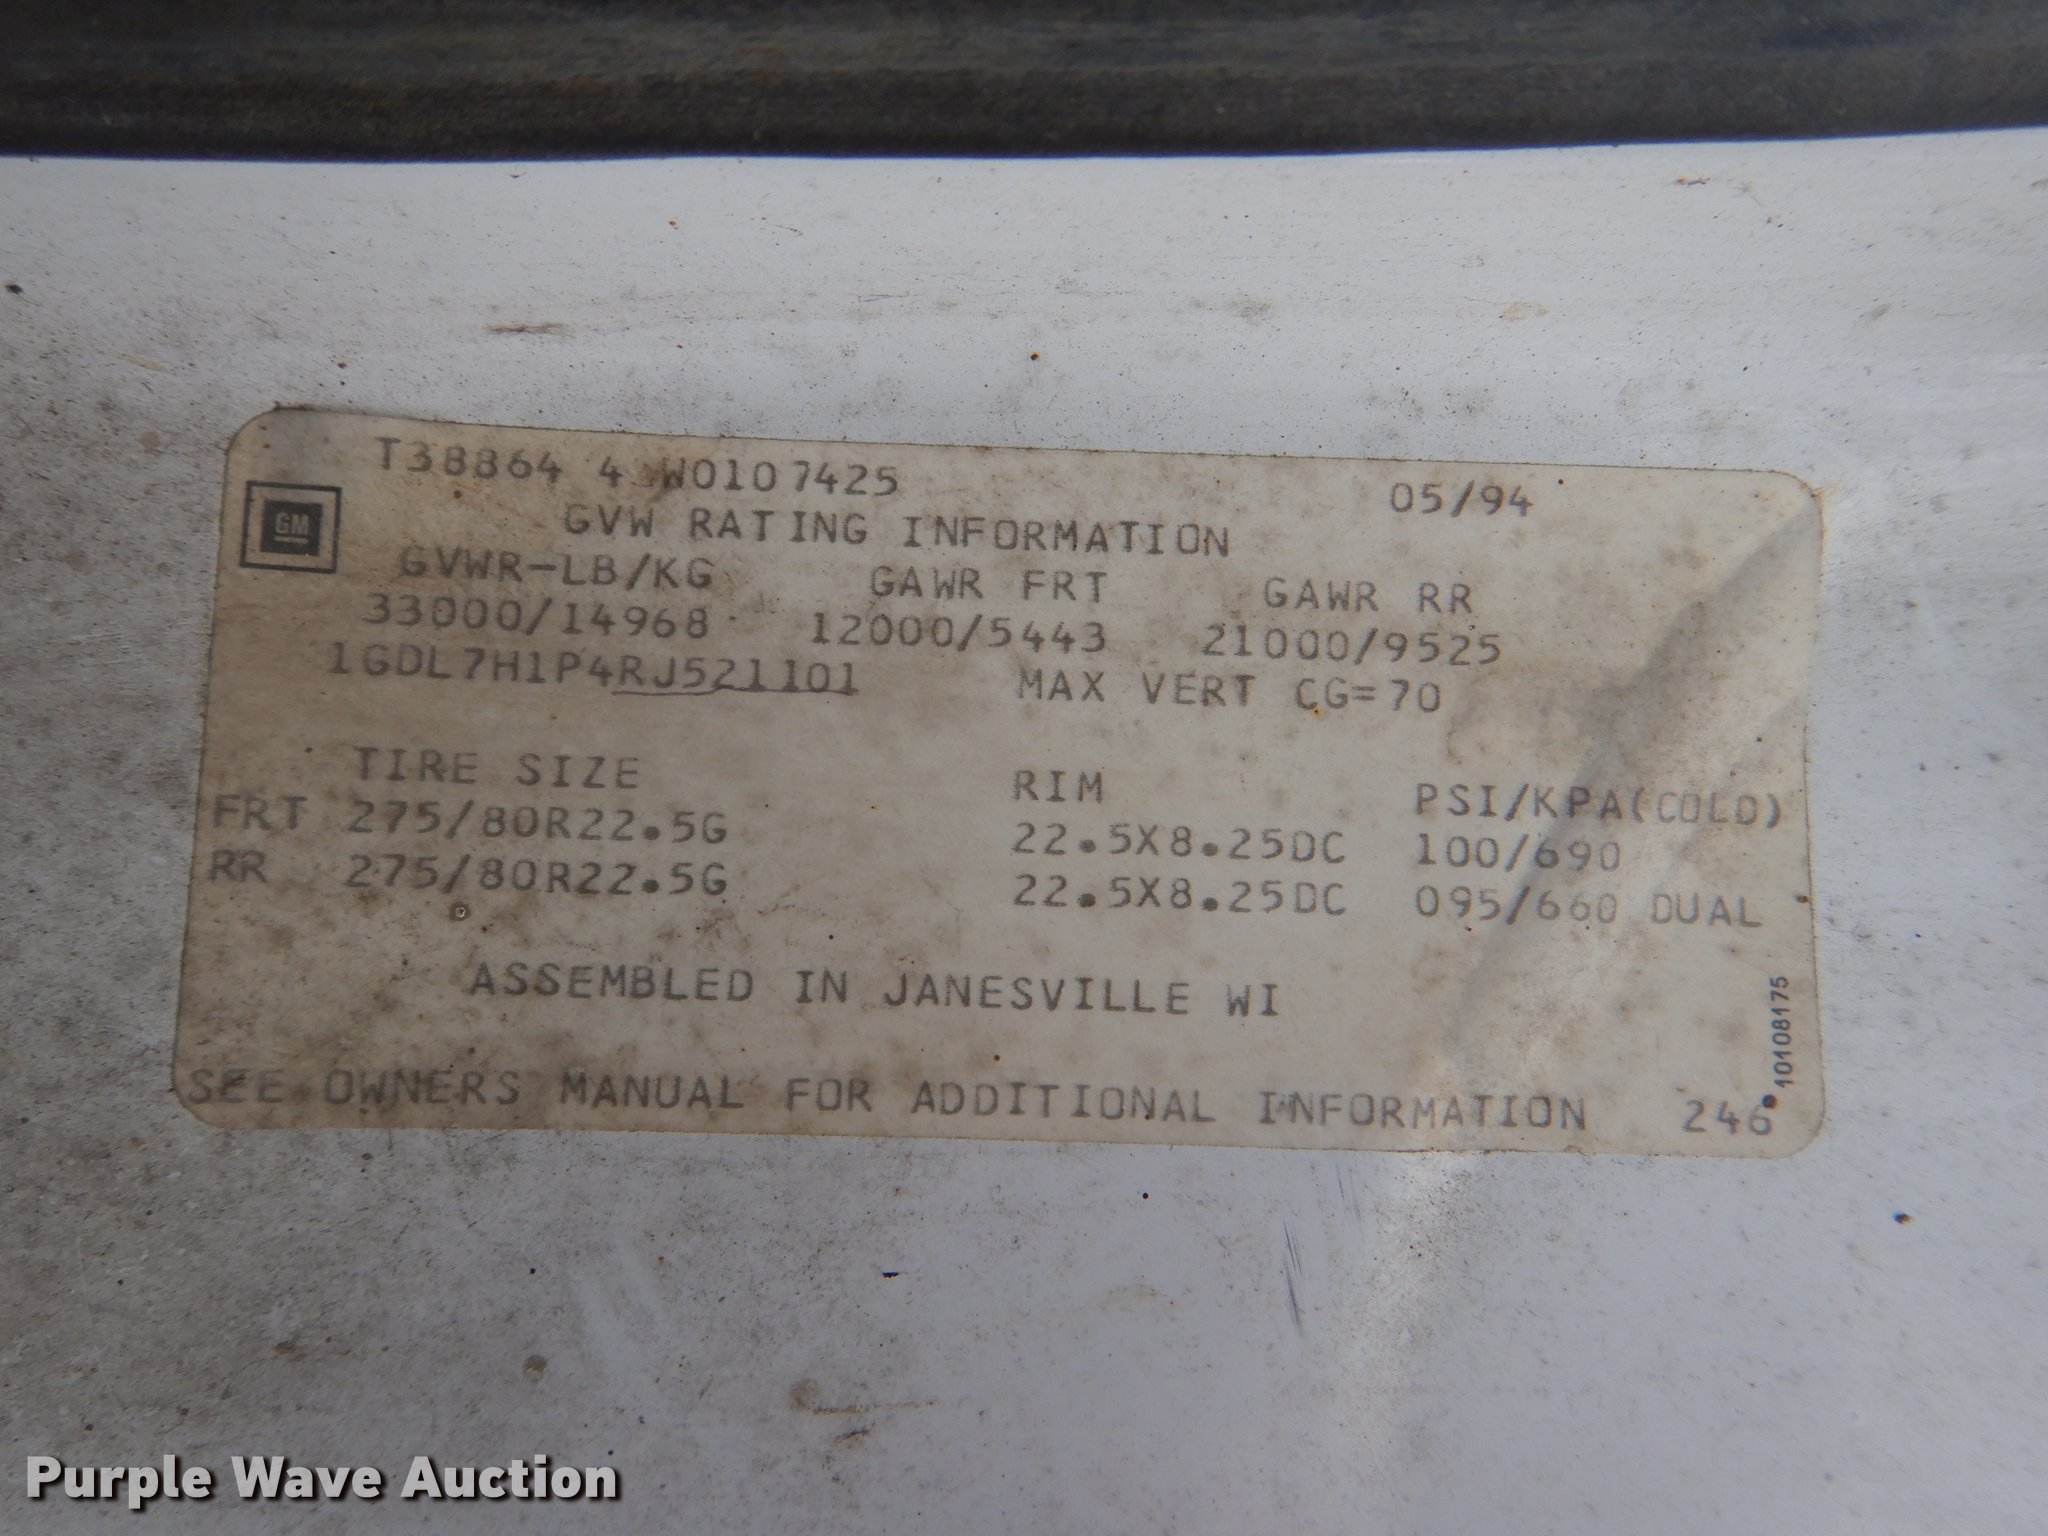 T38864 4 W0107425 05/94
GM
GVW RATING INFORMATION
GVWR-LB/KG GAWR FRT GAWR RR
33000/14968 12000/5443 21000/9525
1GDL7H1P4RJ521101 MAX VERT CG=70
TIRE SIZE RIM PSI/KPA(COLD)
FRT 275/80R22.5G 22.5X8.25DC 100/690
RR 275/80R22.5G 22.5X8.25DC 095/660 DUAL
ASSEMBLED IN JANESVILLE WI
SEE OWNERS MANUAL FOR ADDITIONAL INFORMATION 246
10108175
Purple Wave Auction